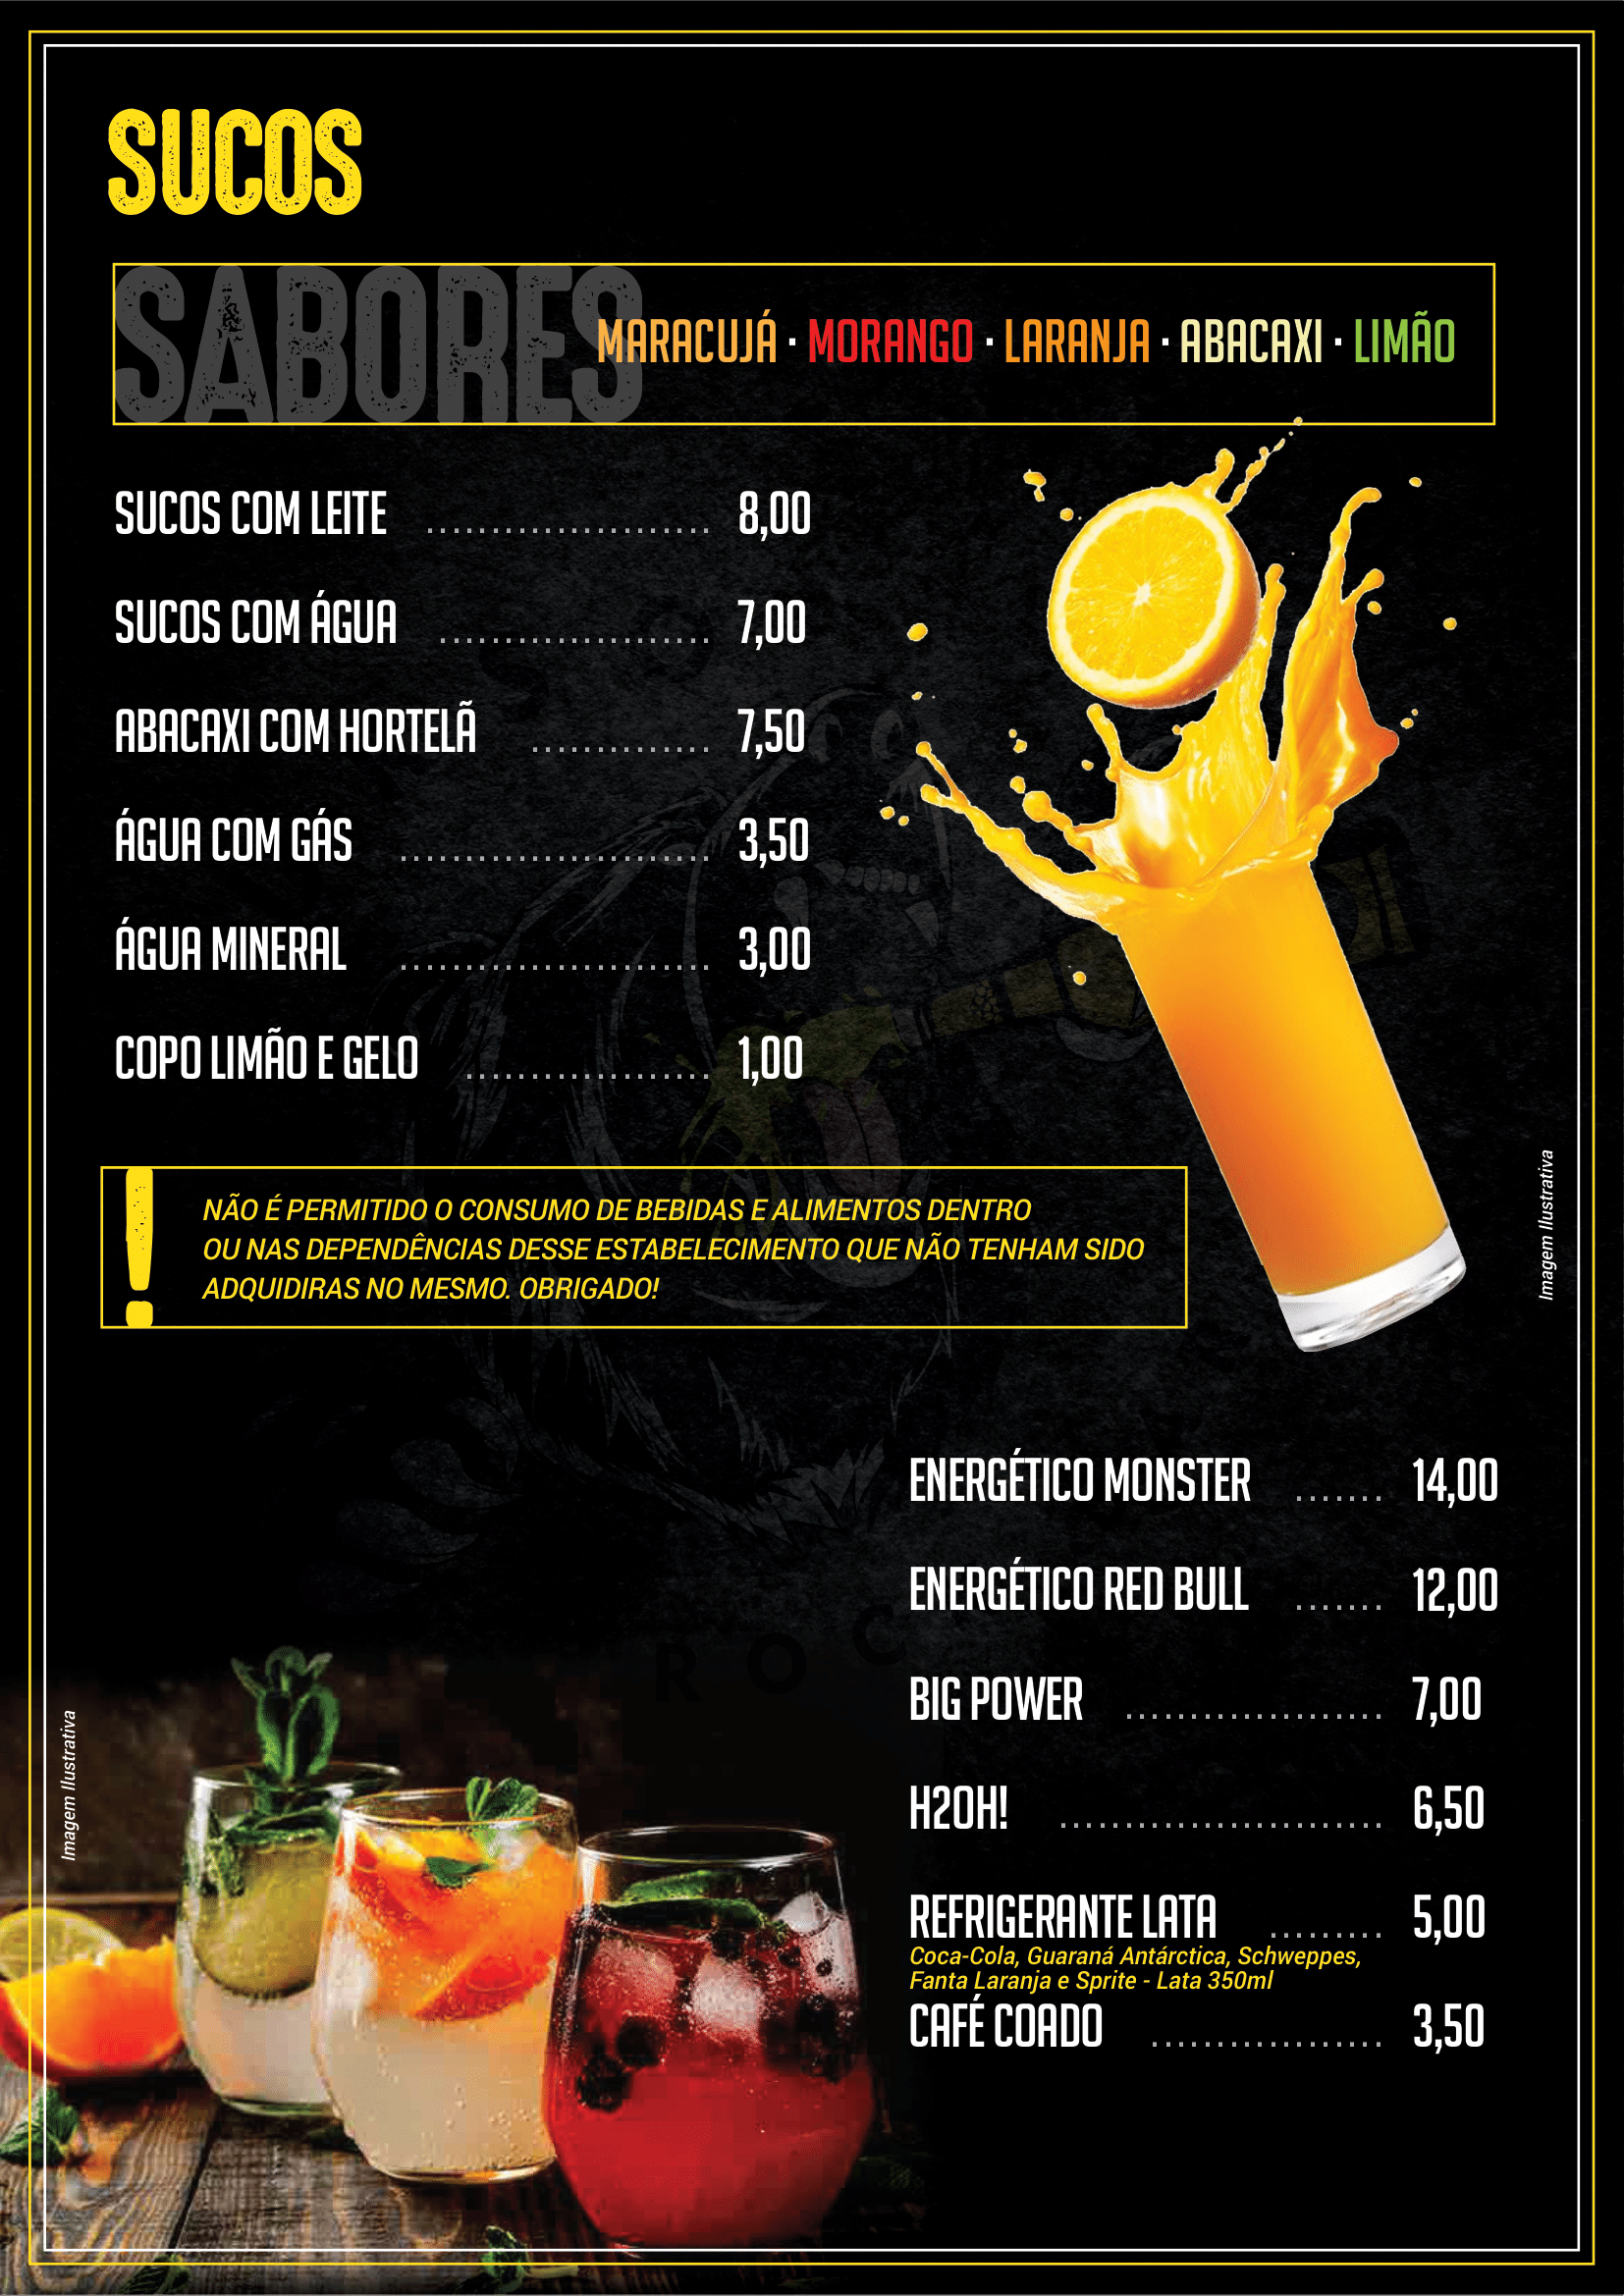 SUCOS
SABORES
MARACUJÁ · MORANGO · LARANJA · ABACAXI · LIMÃO
SUCOS COM LEITE ...................... 8,00
SUCOS COM ÁGUA ..................... 7,00
ABACAXI COM HORTELÃ .............. 7,50
ÁGUA COM GÁS ........................ 3,50
ÁGUA MINERAL ........................ 3,00
COPO LIMÃO E GELO ................... 1,00
! NÃO É PERMITIDO O CONSUMO DE BEBIDAS E ALIMENTOS DENTRO
OU NAS DEPENDÊNCIAS DESSE ESTABELECIMENTO QUE NÃO TENHAM SIDO
ADQUIDIRAS NO MESMO. OBRIGADO!
Imagem Ilustrativa
ENERGÉTICO MONSTER ....... 14,00
ENERGÉTICO RED BULL ....... 12,00
ROC
BIG POWER .................... 7,00
H2OH! ......................... 6,50
REFRIGERANTE LATA ......... 5,00
Coca-Cola, Guaraná Antárctica, Schweppes,
Fanta Laranja e Sprite - Lata 350ml
CAFÉ COADO .................. 3,50
Imagem Ilustrativa